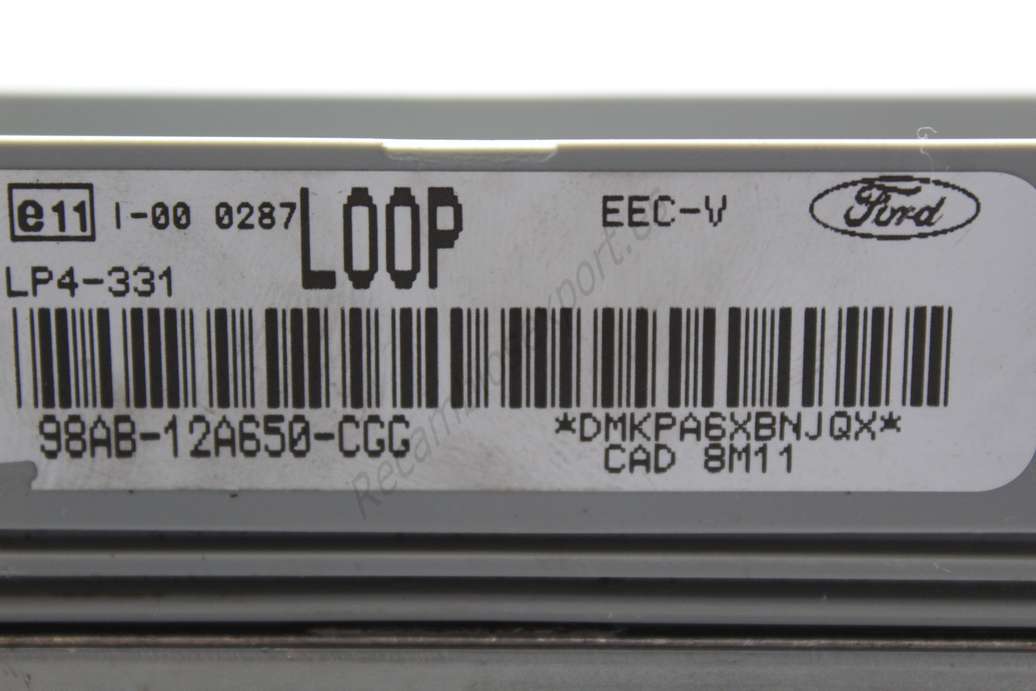 e11 I-00 0287 LOOP EEC-V Ford
LP4-331
98AB-12A650-CGG *DMKPA6XBNJQX*
CAD 8M11